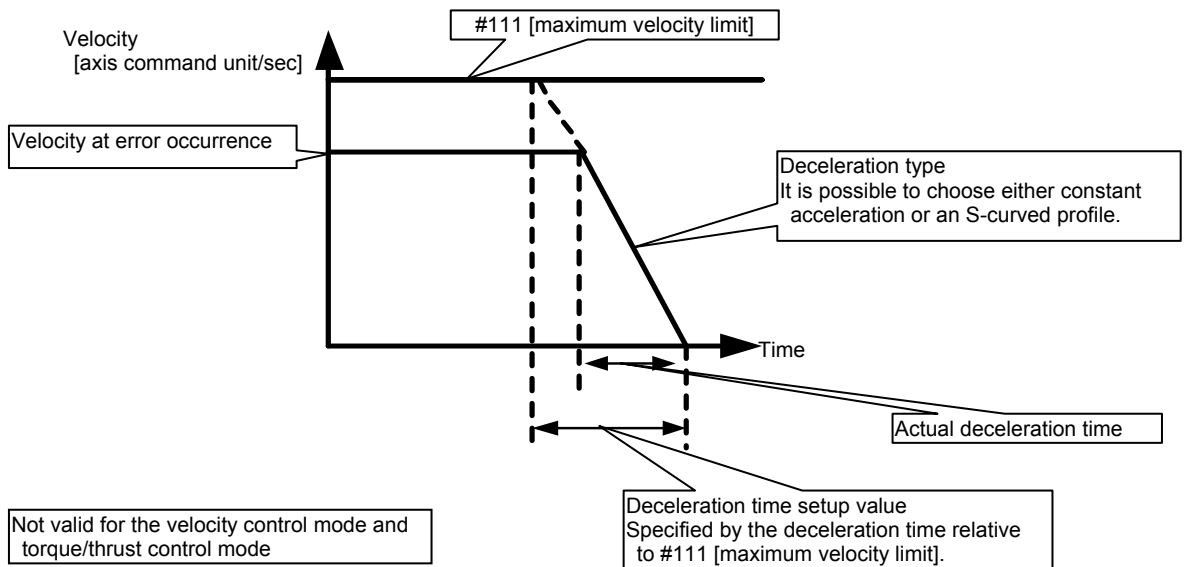 #111 [maximum velocity limit]
Velocity
[axis command unit/sec]
Velocity at error occurrence
Deceleration type
It is possible to choose either constant
acceleration or an S-curved profile.
Time
Actual deceleration time
Deceleration time setup value
Specified by the deceleration time relative
to #111 [maximum velocity limit].
Not valid for the velocity control mode and
torque/thrust control mode